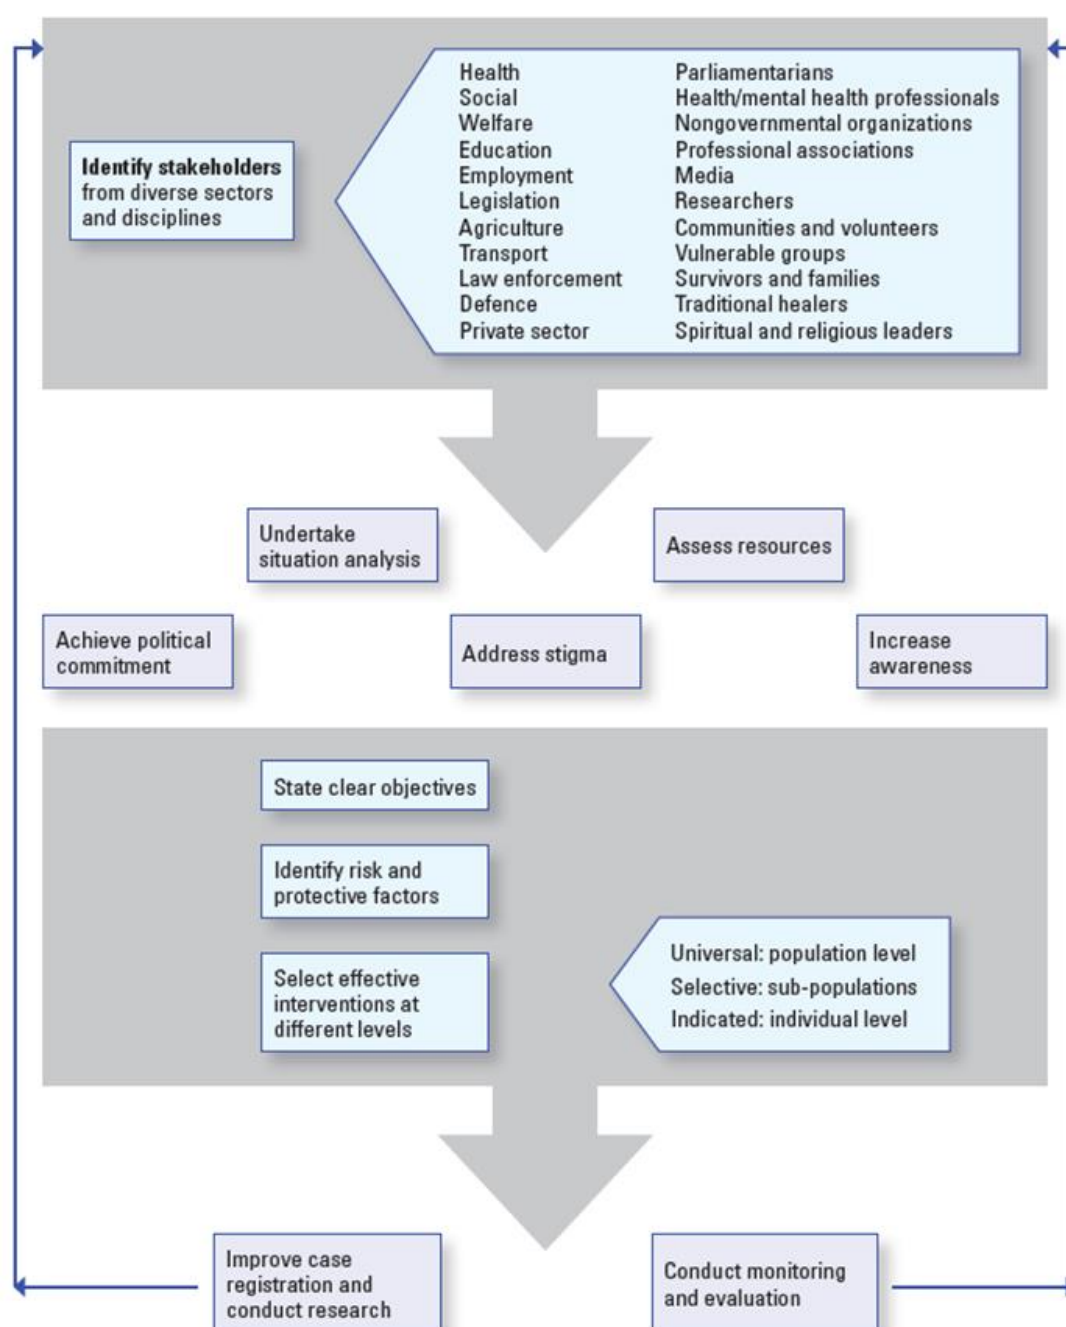 Identify stakeholders
from diverse sectors
and disciplines
Health
Social
Welfare
Education
Employment
Legislation
Agriculture
Transport
Law enforcement
Defence
Private sector
Parliamentarians
Health/mental health professionals
Nongovernmental organizations
Professional associations
Media
Researchers
Communities and volunteers
Vulnerable groups
Survivors and families
Traditional healers
Spiritual and religious leaders
Undertake
situation analysis
Assess resources
Achieve political
commitment
Address stigma
Increase
awareness
State clear objectives
Identify risk and
protective factors
Select effective
interventions at
different levels
Universal: population level
Selective: sub-populations
Indicated: individual level
Improve case
registration and
conduct research
Conduct monitoring
and evaluation